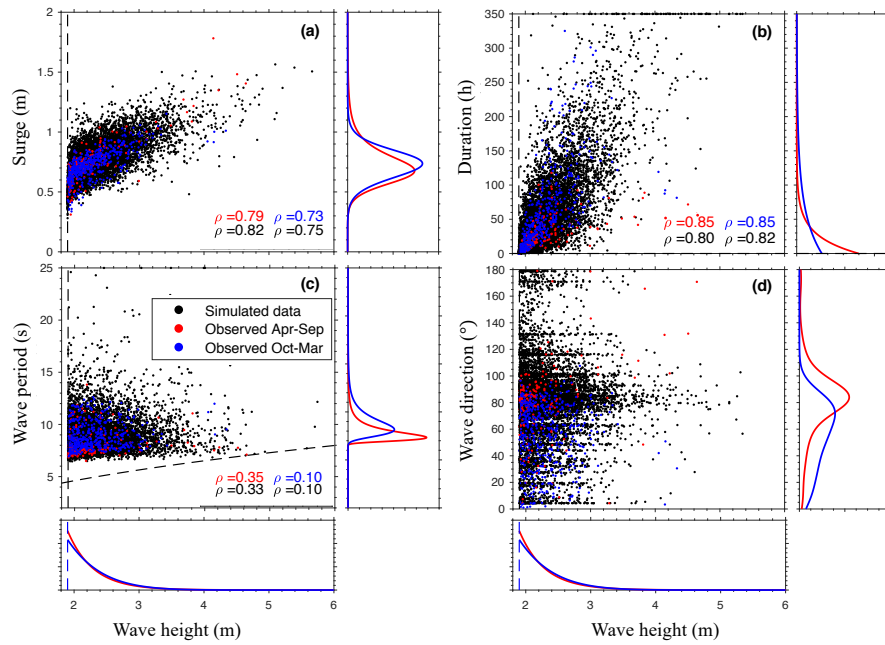 (a)
Surge (m)
2
1.5
1
0.5
0
ρ=0.79 ρ=0.73
ρ=0.82 ρ=0.75
(b)
Duration (h)
350
300
250
200
150
100
50
0
ρ=0.85 ρ=0.85
ρ=0.80 ρ=0.82
(c)
Wave period (s)
25
20
15
10
5
Simulated data
Observed Apr-Sep
Observed Oct-Mar
ρ=0.35 ρ=0.10
ρ=0.33 ρ=0.10
(d)
Wave direction (°)
180
160
140
120
100
80
60
40
20
0
2 3 4 5 6
Wave height (m)
2 3 4 5 6
Wave height (m)